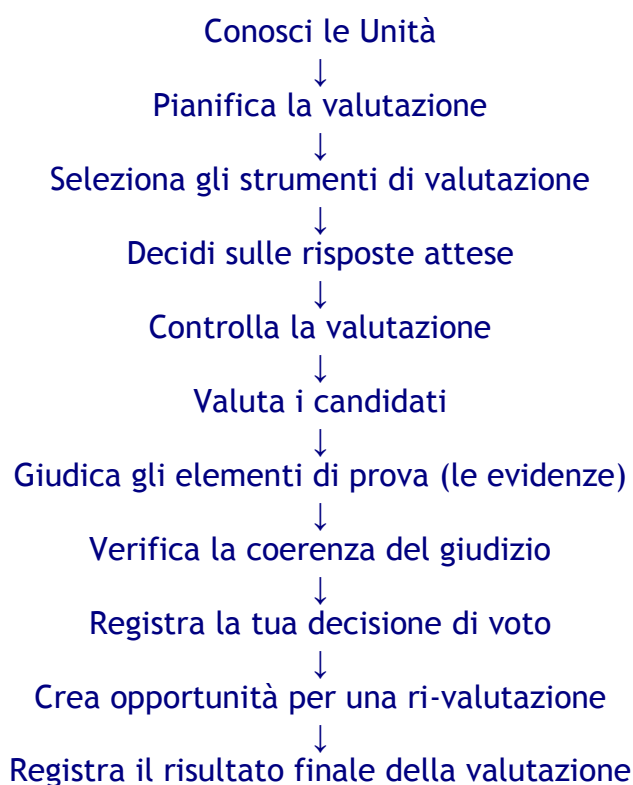 Conosci le Unità
↓
Pianifica la valutazione
↓
Seleziona gli strumenti di valutazione
↓
Decidi sulle risposte attese
↓
Controlla la valutazione
↓
Valuta i candidati
↓
Giudica gli elementi di prova (le evidenze)
↓
Verifica la coerenza del giudizio
↓
Registra la tua decisione di voto
↓
Crea opportunità per una ri-valutazione
↓
Registra il risultato finale della valutazione